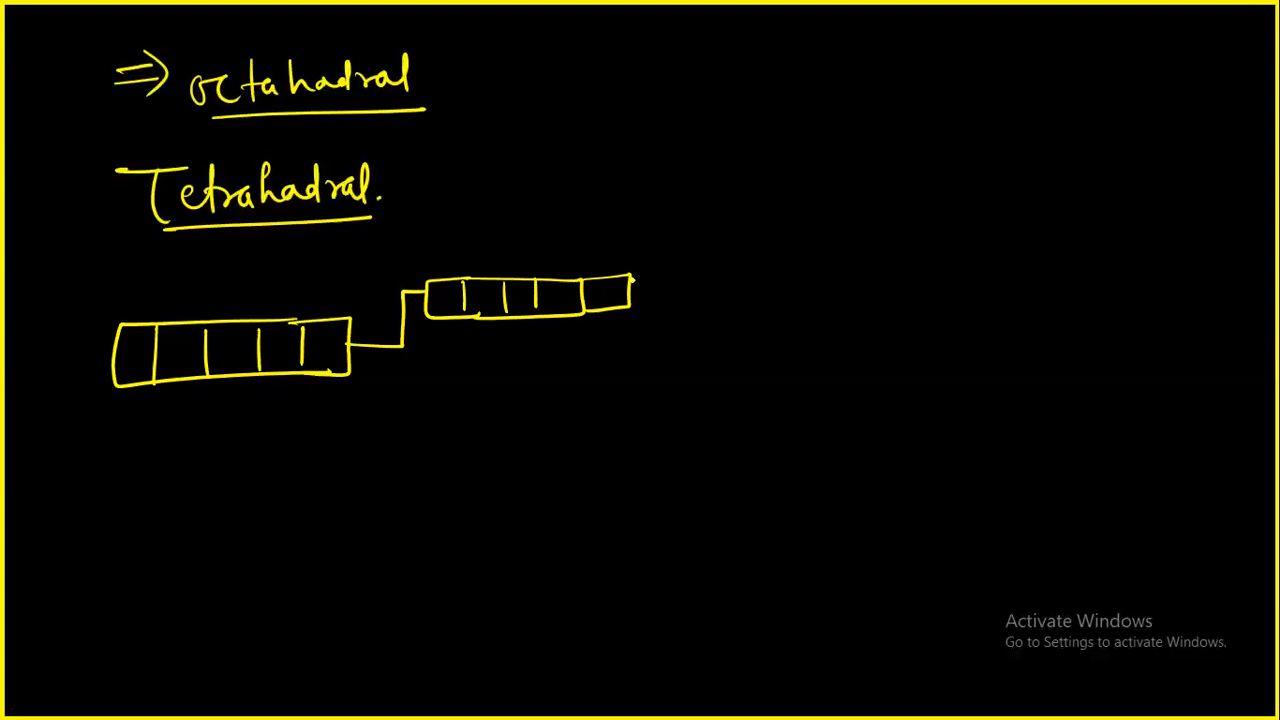 ⇒ octahadral
Tetrahadral.
Activate Windows
Go to Settings to activate Windows.